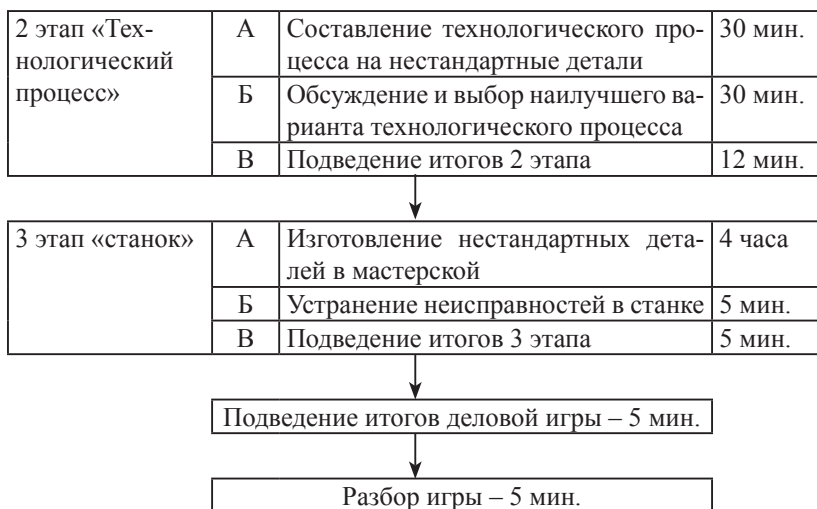 2 этап «Тех- А Составление технологического про- 30 мин.
нологический цесса на нестандартные детали
процесс» Б Обсуждение и выбор наилучшего ва- 30 мин.
рианта технологического процесса
В Подведение итогов 2 этапа 12 мин.
3 этап «станок» А Изготовление нестандартных дета- 4 часа
лей в мастерской
Б Устранение неисправностей в станке 5 мин.
В Подведение итогов 3 этапа 5 мин.
Подведение итогов деловой игры – 5 мин.
Разбор игры – 5 мин.